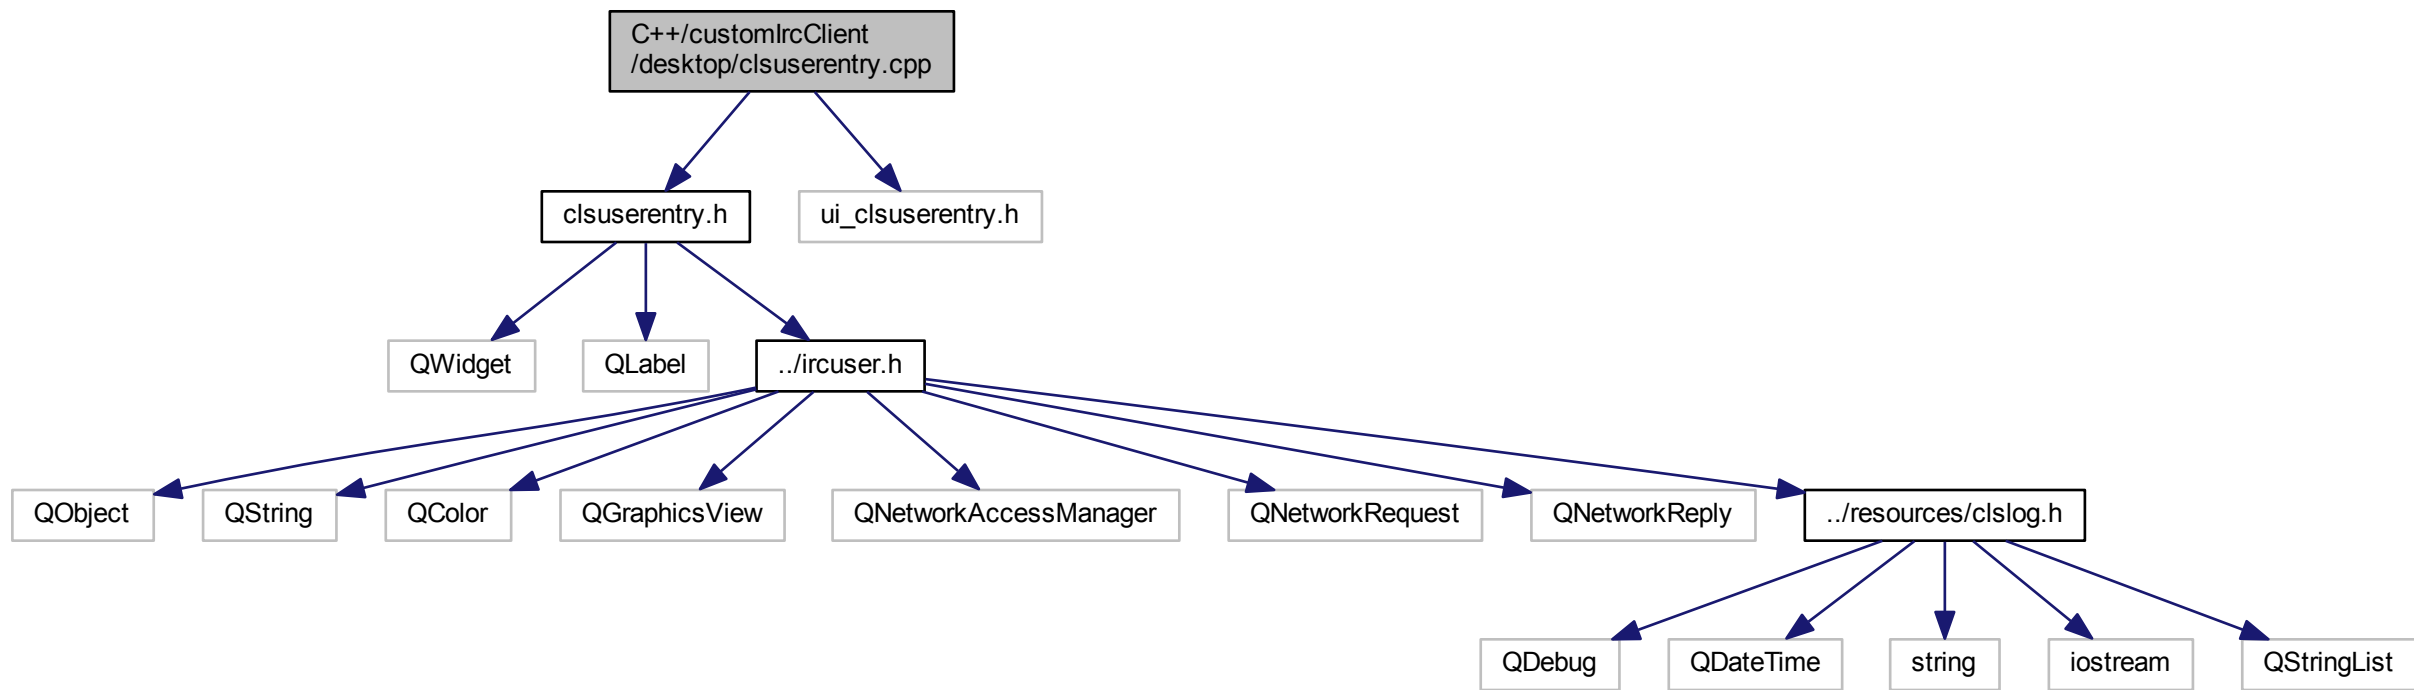 C++/customIrcClient
/desktop/clsuserentry.cpp
clsuserentry.h
ui_clsuserentry.h
QWidget
QLabel
../ircuser.h
QObject
QString
QColor
QGraphicsView
QNetworkAccessManager
QNetworkRequest
QNetworkReply
../resources/clslog.h
QDebug
QDateTime
string
iostream
QStringList